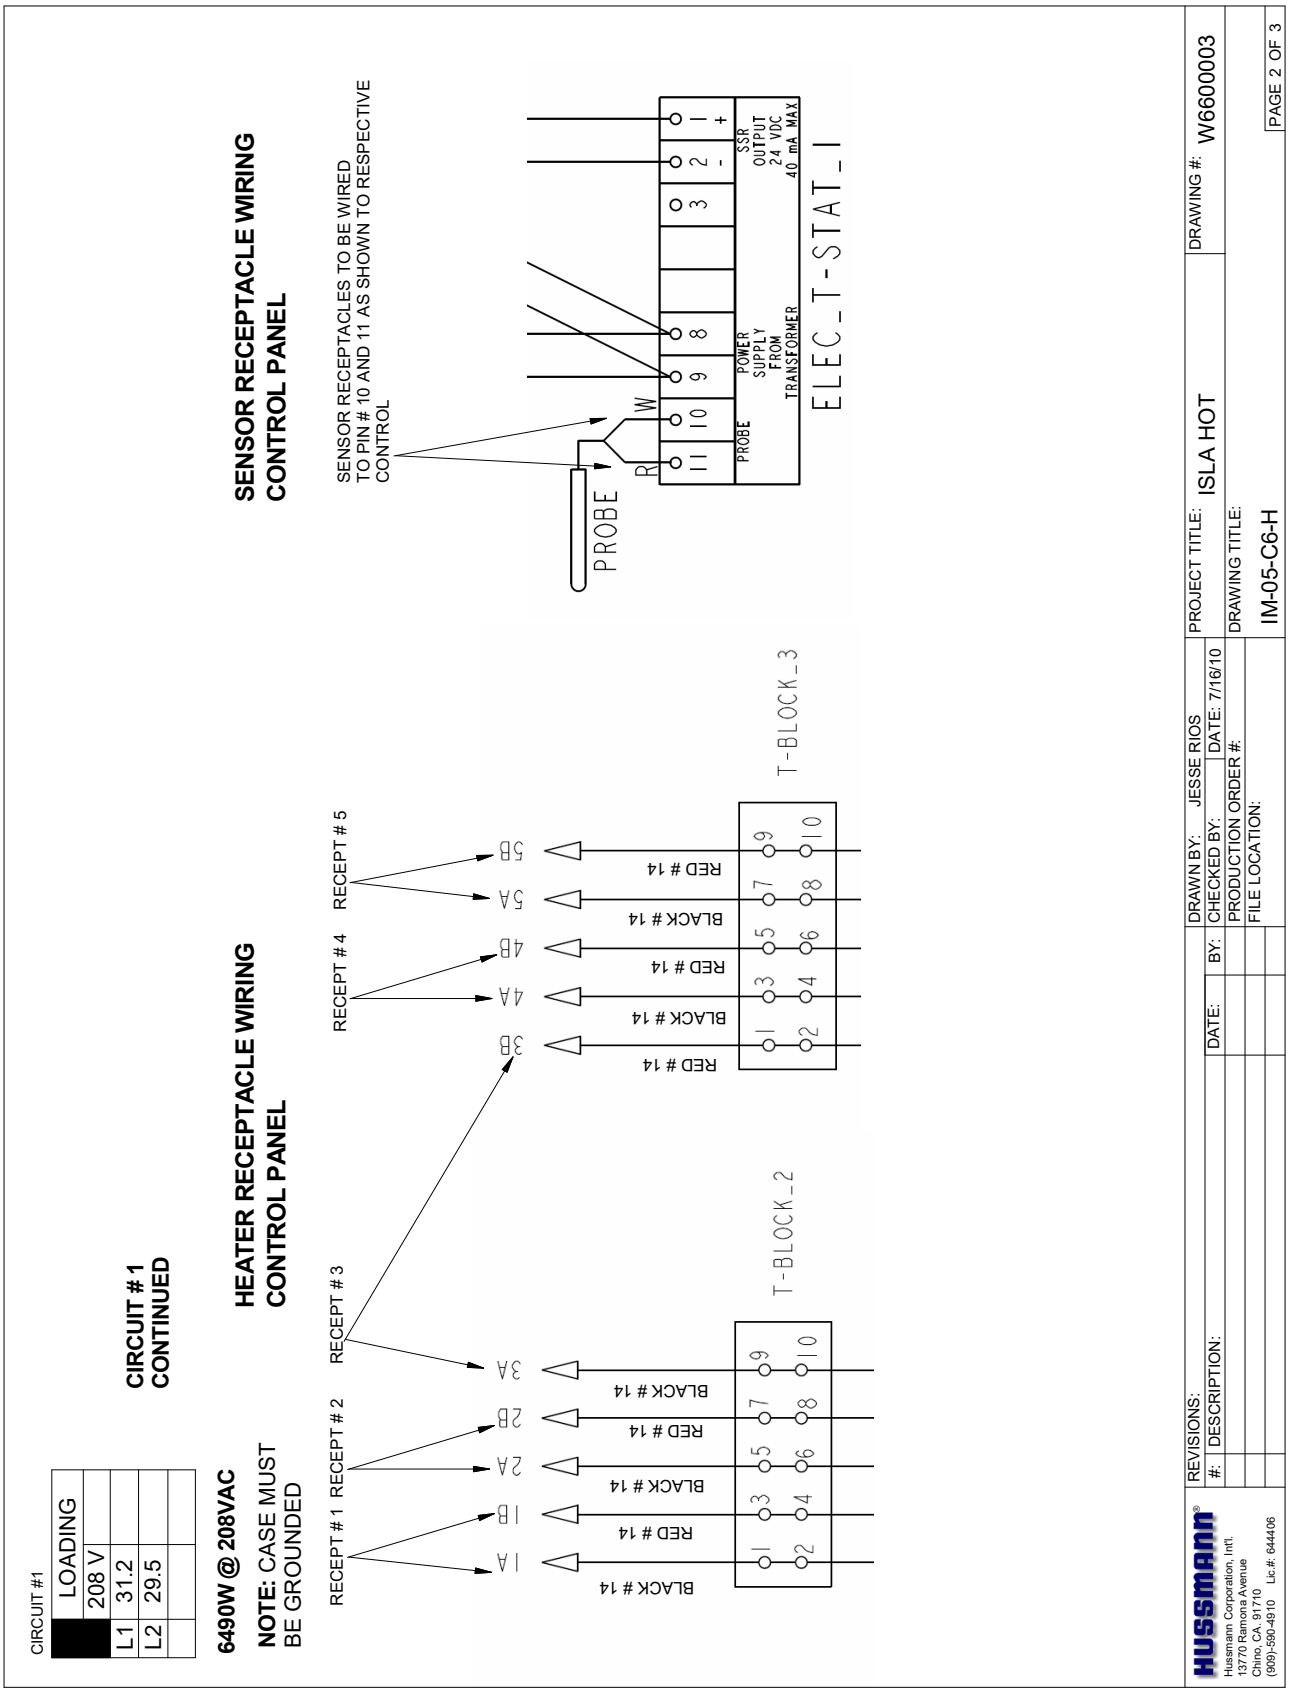 CIRCUIT #1
LOADING
208 V
L1 31.2
L2 29.5
6490W @ 208VAC
NOTE: CASE MUST
BE GROUNDED
CIRCUIT # 1
CONTINUED
HEATER RECEPTACLE WIRING
CONTROL PANEL
RECEPT # 1 RECEPT # 2 RECEPT # 3 RECEPT # 4 RECEPT # 5
1A 1B 2A 2B 3A 3B 4A 4B 5A 5B
BLACK # 14
RED # 14
BLACK # 14
RED # 14
BLACK # 14
RED # 14
BLACK # 14
RED # 14
BLACK # 14
RED # 14
1 3 5 7 9
2 4 6 8 10
T-BLOCK_2
1 3 5 7 9
2 4 6 8 10
T-BLOCK_3
SENSOR RECEPTACLE WIRING
CONTROL PANEL
SENSOR RECEPTACLES TO BE WIRED
TO PIN # 10 AND 11 AS SHOWN TO RESPECTIVE
CONTROL
PROBE
R W
11 10 9 8 3 2 1
- +
PROBE
POWER
SUPPLY
FROM
TRANSFORMER
SSR
OUTPUT
24 VDC
40 mA MAX
ELEC_T-STAT_1
HUSSMANN®
Hussmann Corporation, Int'l.
13770 Ramona Avenue
Chino, CA. 91710
(909)-590-4910 Lic.#: 644406
REVISIONS:
#: DESCRIPTION: DATE: BY:
DRAWN BY: JESSE RIOS
CHECKED BY: DATE: 7/16/10
PRODUCTION ORDER #:
FILE LOCATION:
PROJECT TITLE:
ISLA HOT
DRAWING #: W6600003
DRAWING TITLE:
IM-05-C6-H
PAGE 2 OF 3